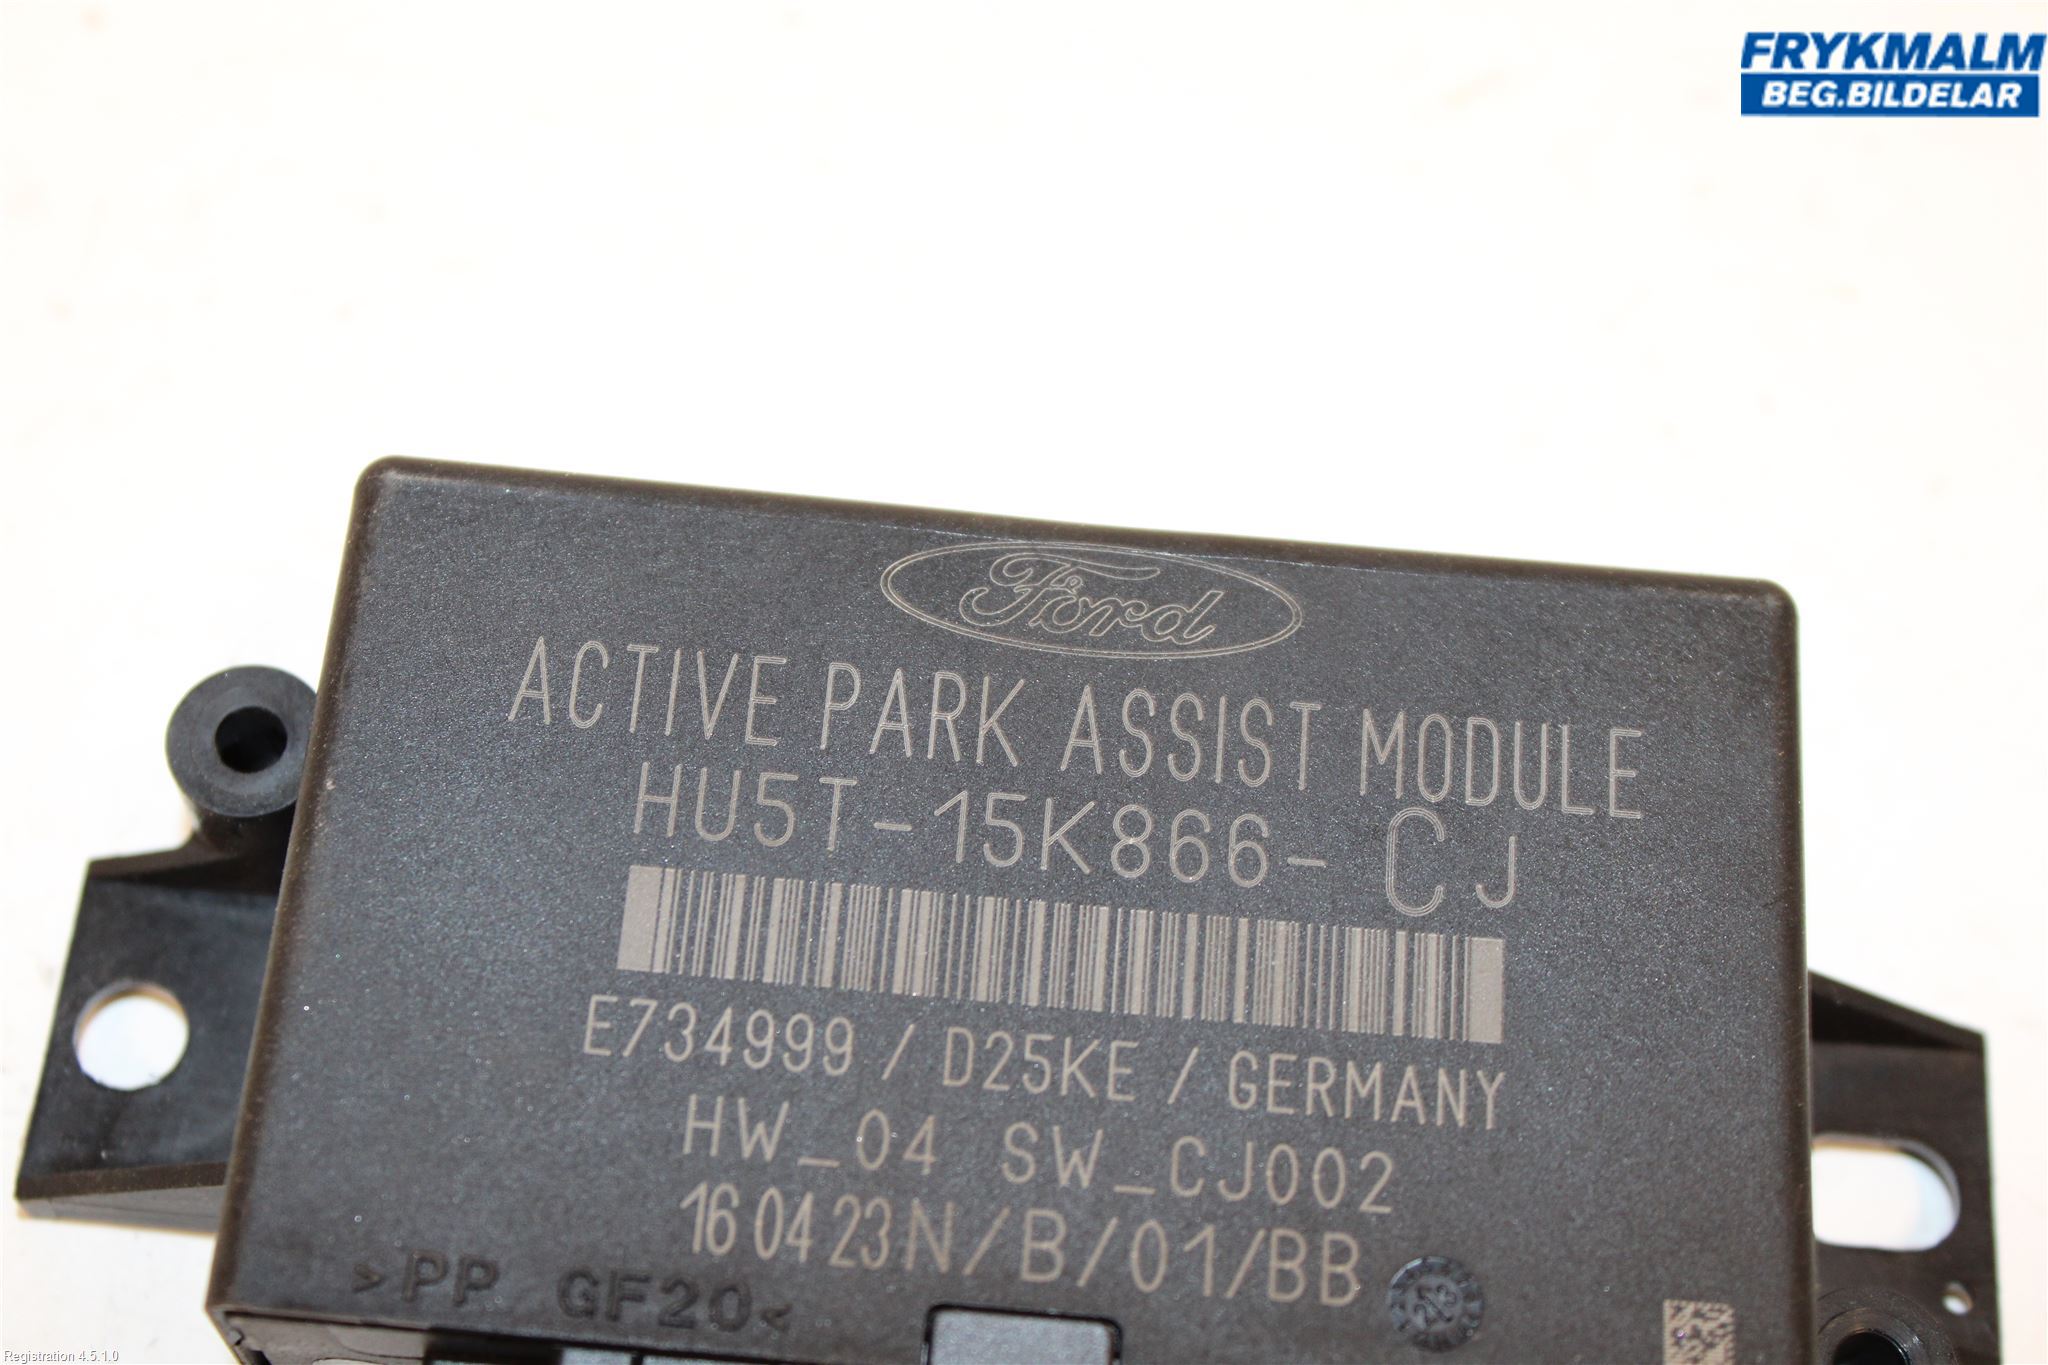 FRYKMALM
BEG.BILDELAR
Ford
ACTIVE PARK ASSIST MODULE
HU5T-15K866-CJ
E734999 / D25KE / GERMANY
HW_04 SW_CJ002
16 04 23N/B/01/BB
>PP GF20<
Registration 4.5.1.0